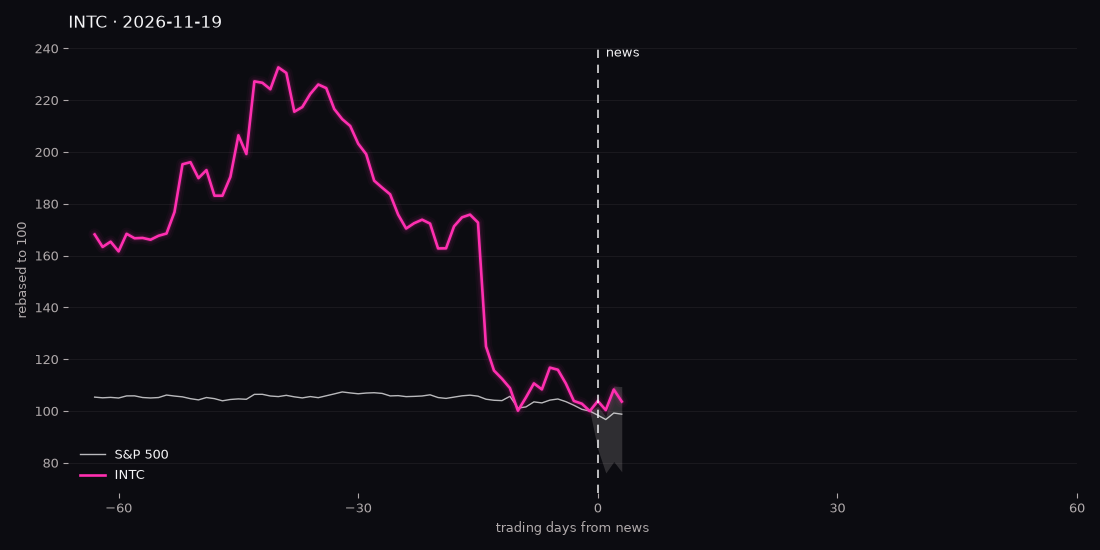 INTC · 2026-11-19
news
240
220
200
180
160
140
120
100
80
rebased to 100
S&P 500
INTC
−60
−30
0
30
60
trading days from news